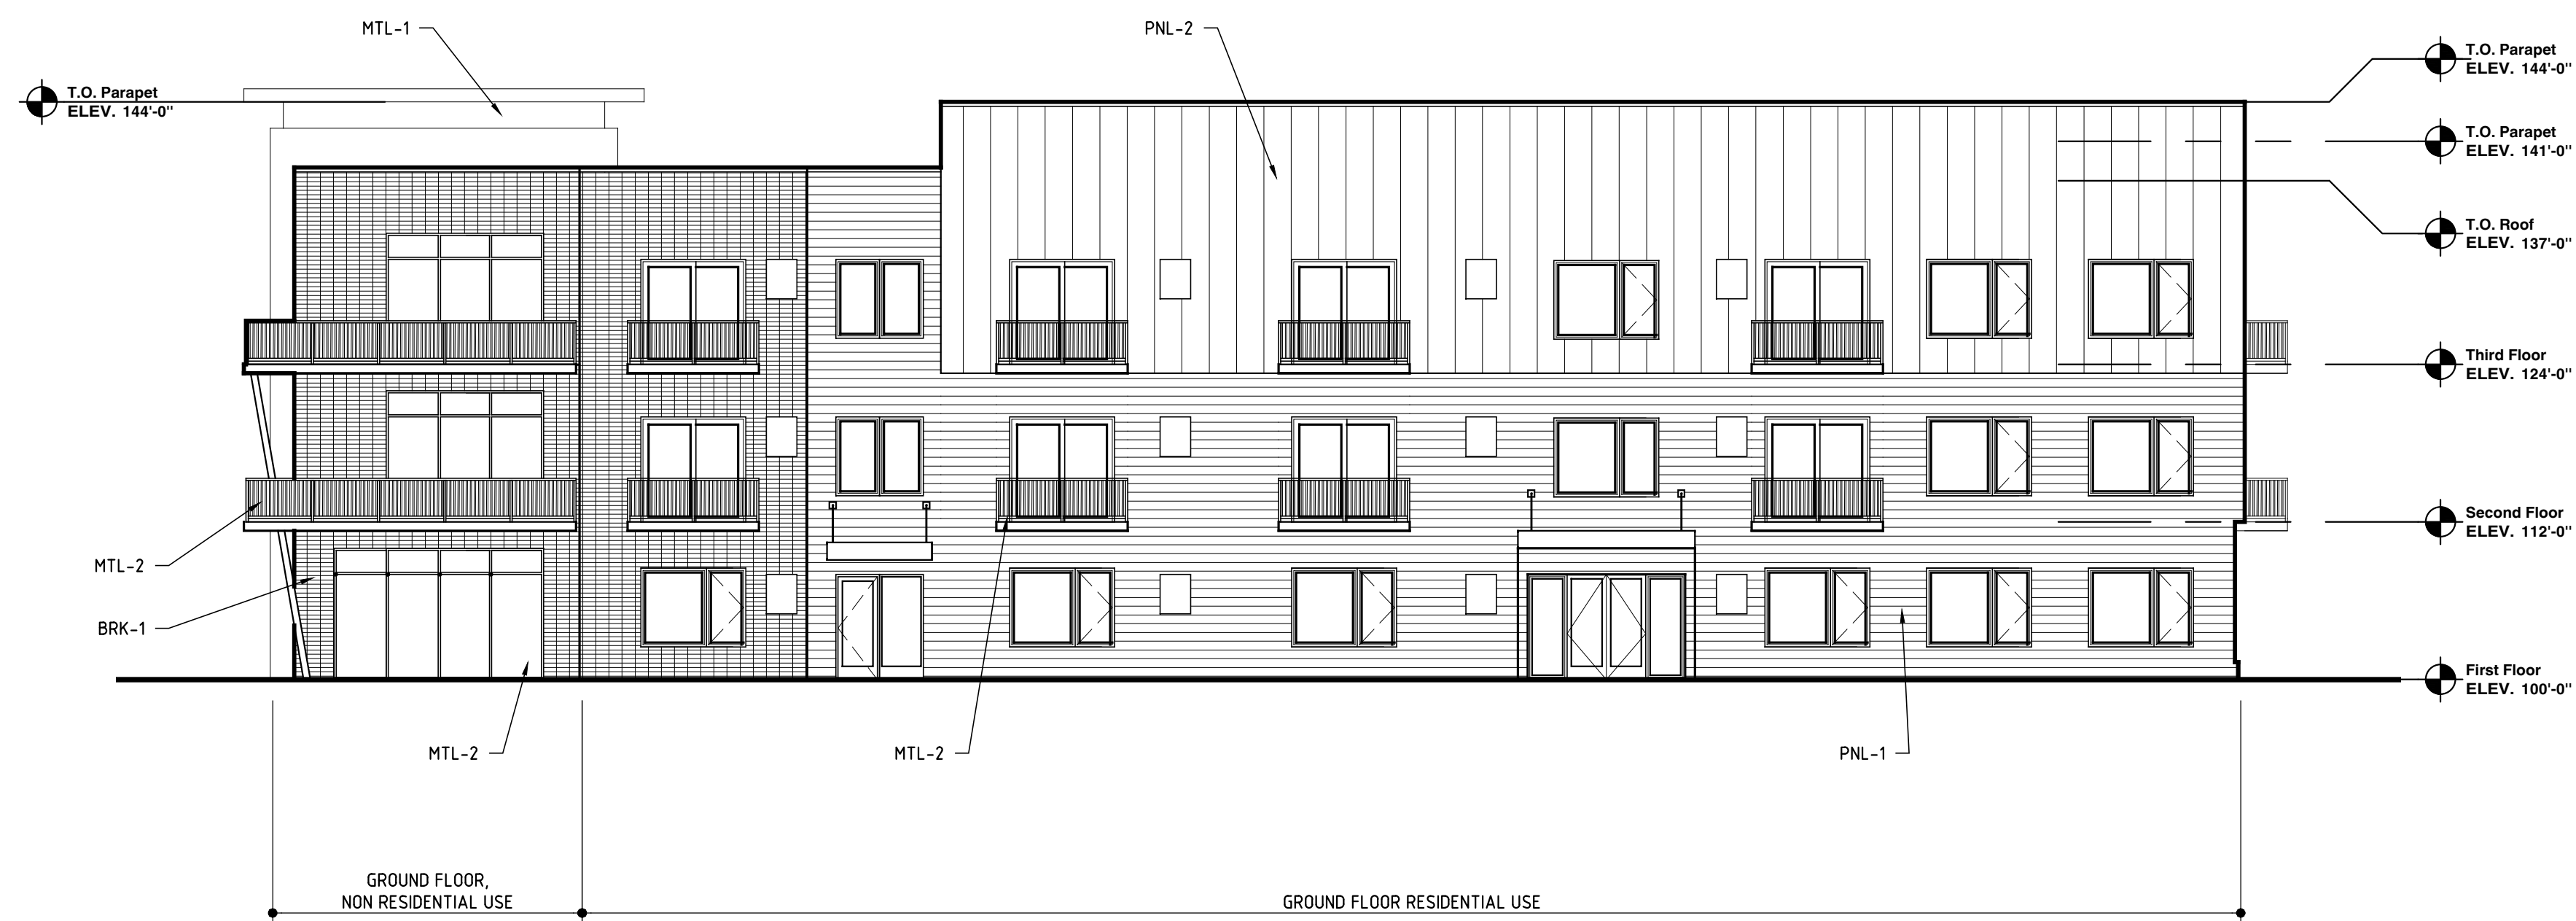 MTL-1
PNL-2
T.O. Parapet
ELEV. 144'-0"
T.O. Parapet
ELEV. 144'-0"
T.O. Parapet
ELEV. 141'-0"
T.O. Roof
ELEV. 137'-0"
Third Floor
ELEV. 124'-0"
Second Floor
ELEV. 112'-0"
MTL-2
BRK-1
First Floor
ELEV. 100'-0"
MTL-2
MTL-2
PNL-1
GROUND FLOOR,
NON RESIDENTIAL USE
GROUND FLOOR RESIDENTIAL USE